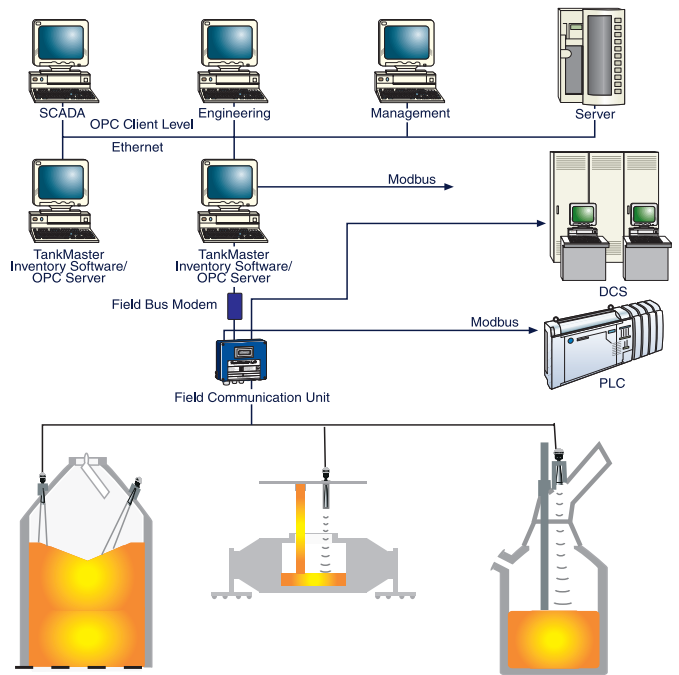 SCADA
Engineering
Management
Server
OPC Client Level
Ethernet
Modbus
TankMaster
Inventory Software/
OPC Server
TankMaster
Inventory Software/
OPC Server
DCS
Field Bus Modem
Modbus
PLC
Field Communication Unit